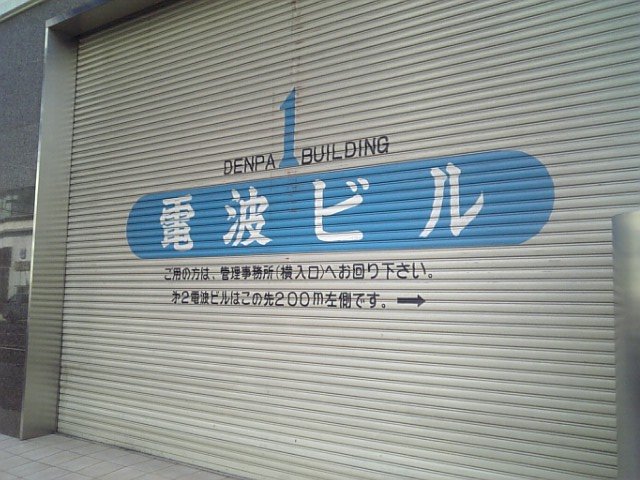 1
DENPA BUILDING
電波ビル
ご用の方は、管理事務所(横入口)へお回り下さい。
㐧2電波ビルはこの先200m左側です。→